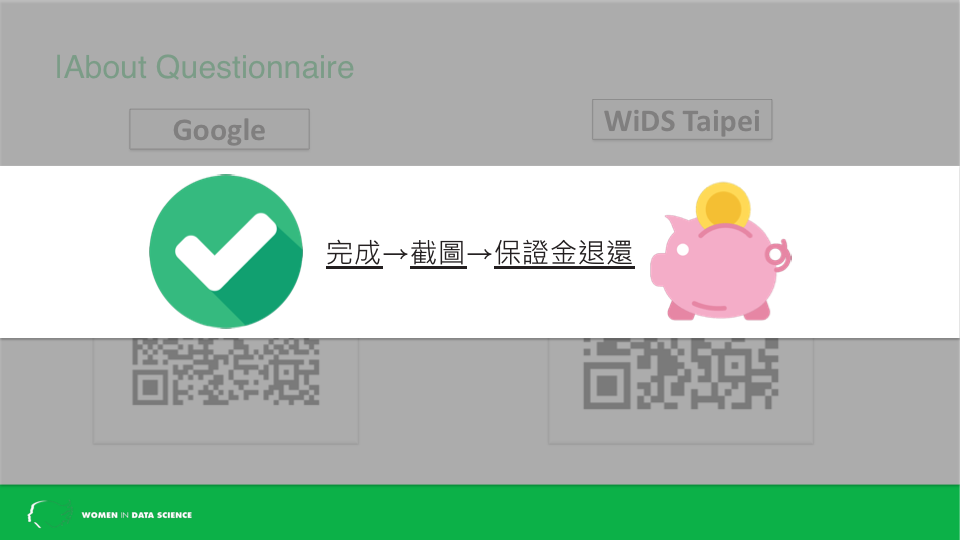 |About Questionnaire
Google
WiDS Taipei
完成→截圖→保證金退還
WOMEN IN DATA SCIENCE